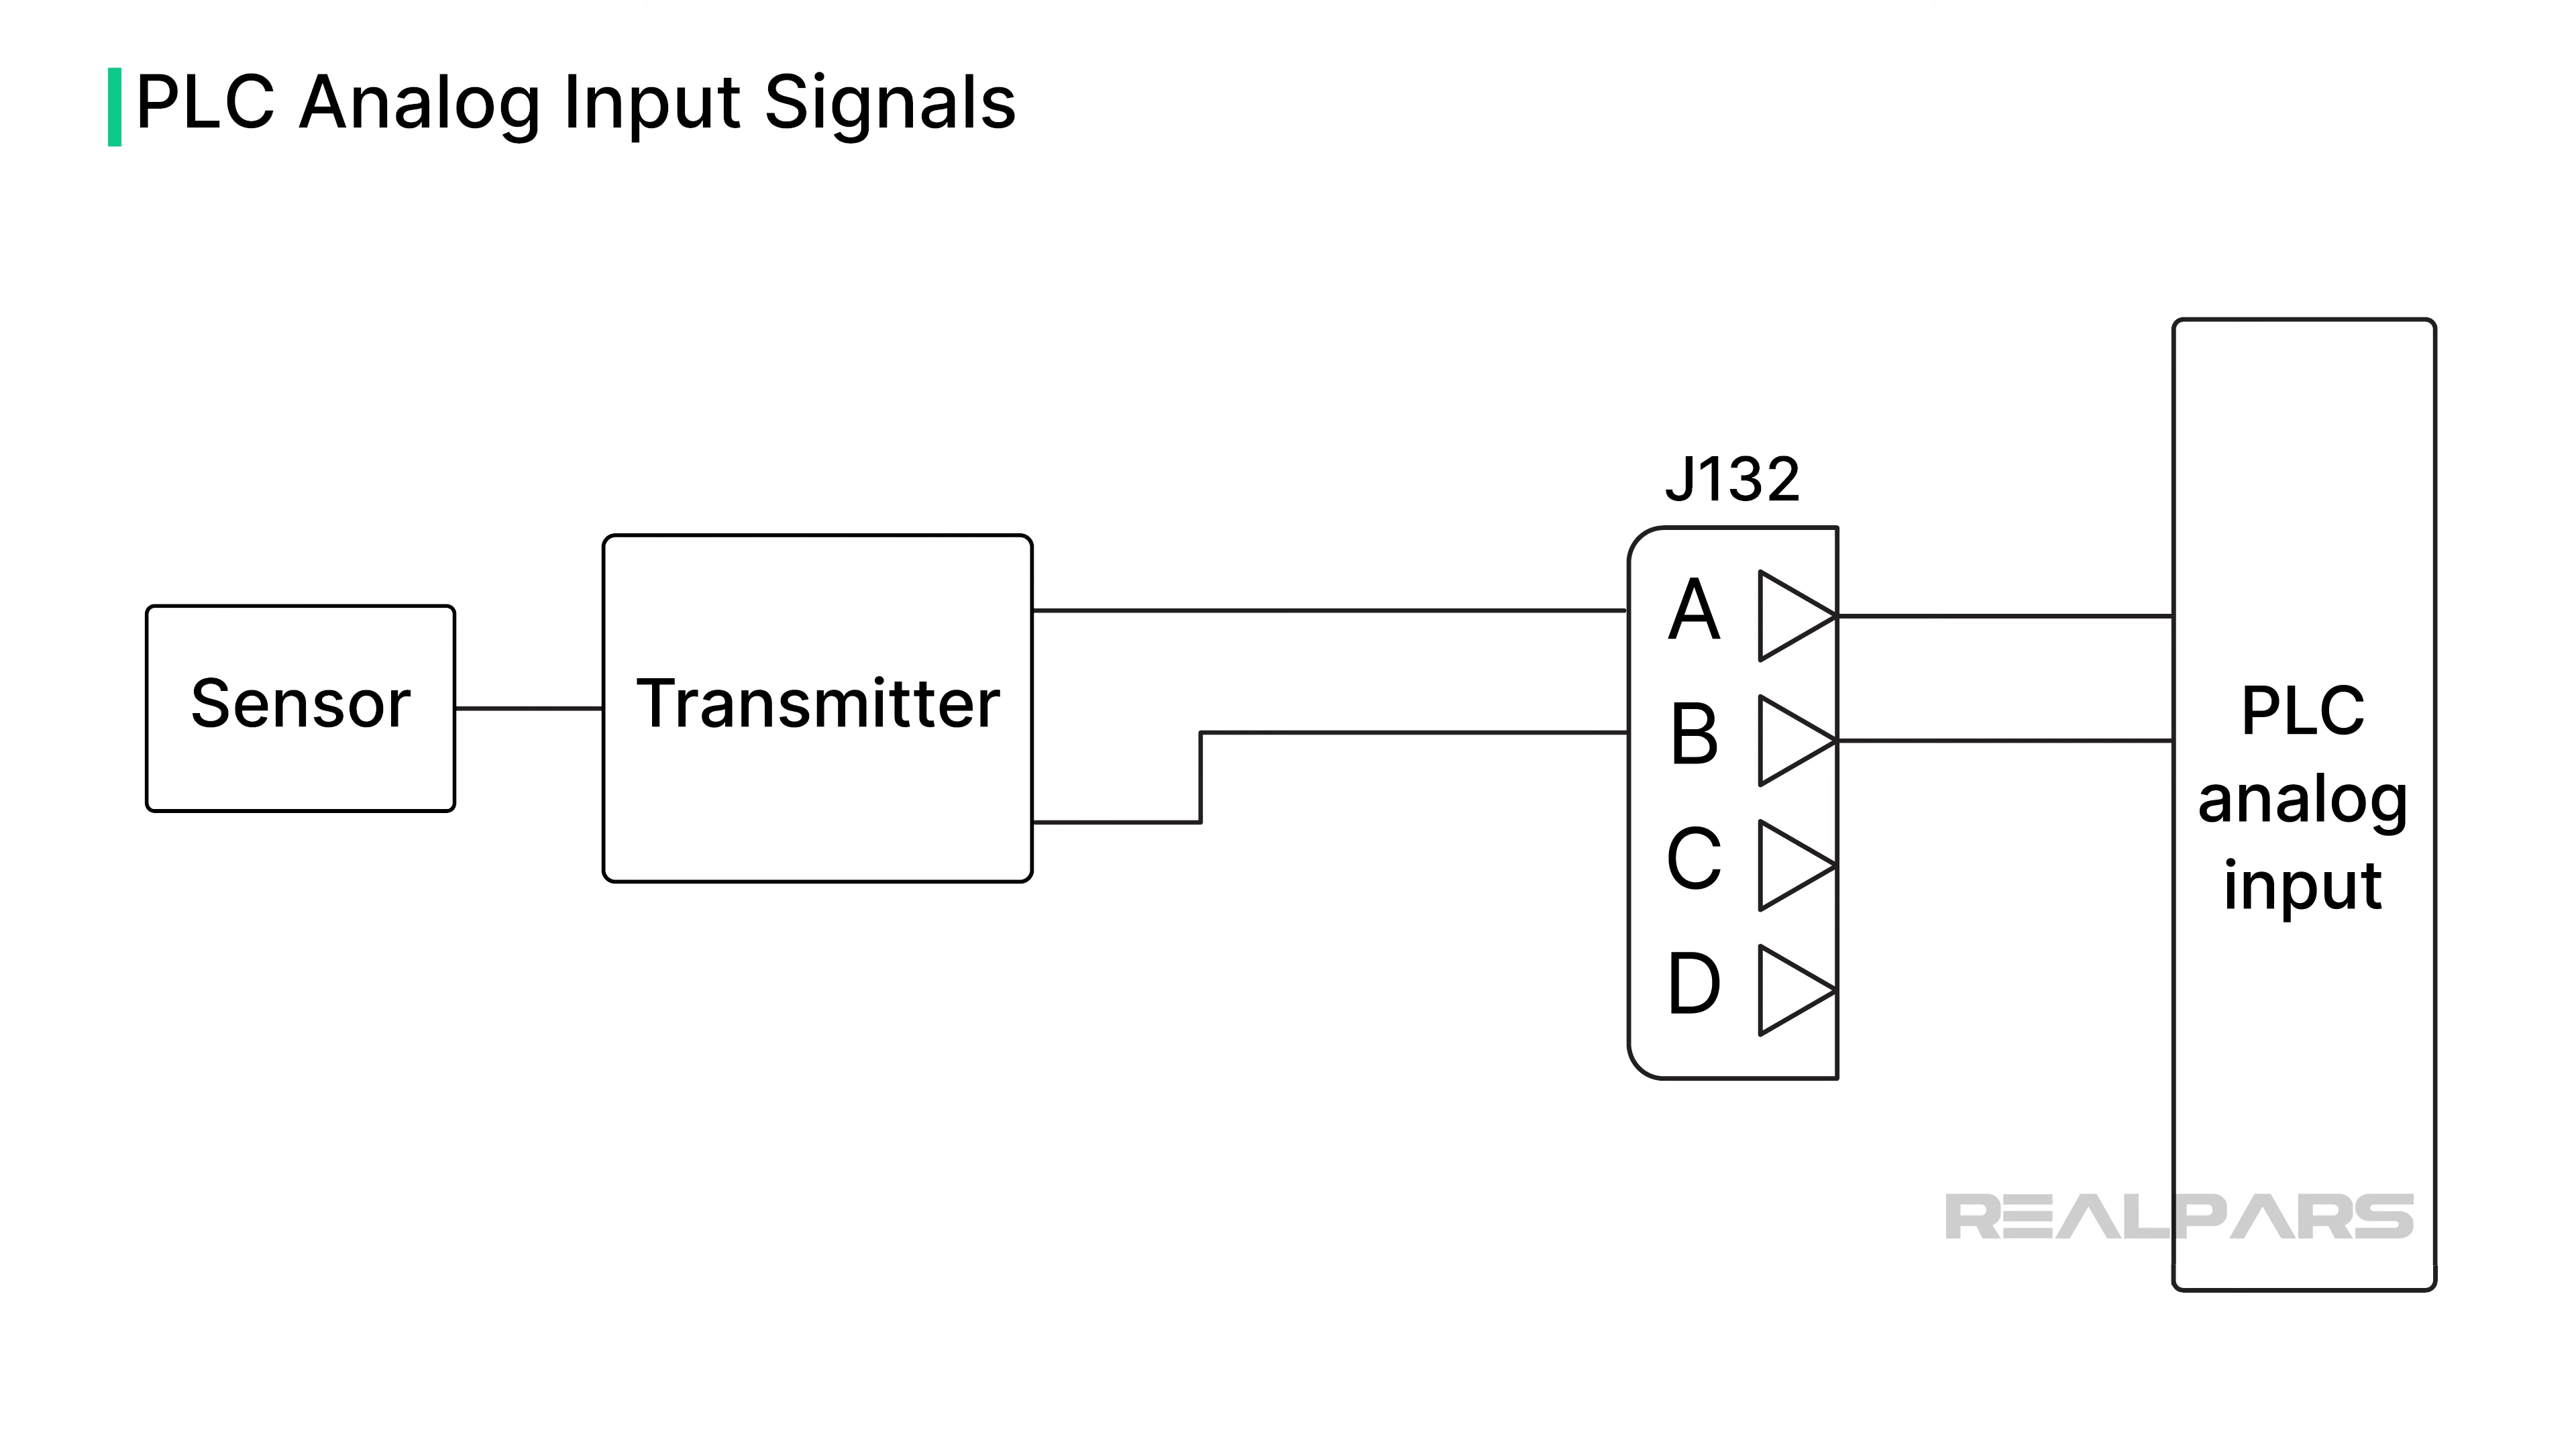 PLC Analog Input Signals
J132
Sensor
Transmitter
A
B
C
D
PLC
analog
input
REALPARS